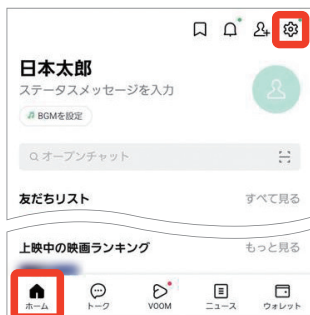 日本太郎
ステータスメッセージを入力
BGMを設定
オープンチャット
友だちリスト すべて見る
上映中の映画ランキング もっと見る
ホーム トーク VOOM ニュース ウォレット